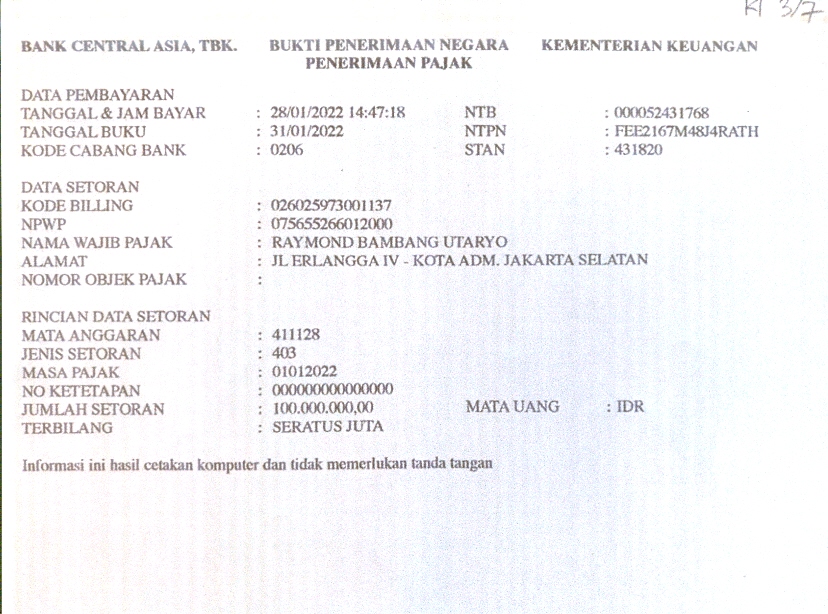 KI 3/7
BANK CENTRAL ASIA, TBK. BUKTI PENERIMAAN NEGARA KEMENTERIAN KEUANGAN
PENERIMAAN PAJAK
DATA PEMBAYARAN
TANGGAL & JAM BAYAR : 28/01/2022 14:47:18 NTB : 000052431768
TANGGAL BUKU : 31/01/2022 NTPN : FEE2167M48J4RATH
KODE CABANG BANK : 0206 STAN : 431820
DATA SETORAN
KODE BILLING : 026025973001137
NPWP : 075655266012000
NAMA WAJIB PAJAK : RAYMOND BAMBANG UTARYO
ALAMAT : JL ERLANGGA IV - KOTA ADM. JAKARTA SELATAN
NOMOR OBJEK PAJAK :
RINCIAN DATA SETORAN
MATA ANGGARAN : 411128
JENIS SETORAN : 403
MASA PAJAK : 01012022
NO KETETAPAN : 000000000000000
JUMLAH SETORAN : 100.000.000,00 MATA UANG : IDR
TERBILANG : SERATUS JUTA
Informasi ini hasil cetakan komputer dan tidak memerlukan tanda tangan